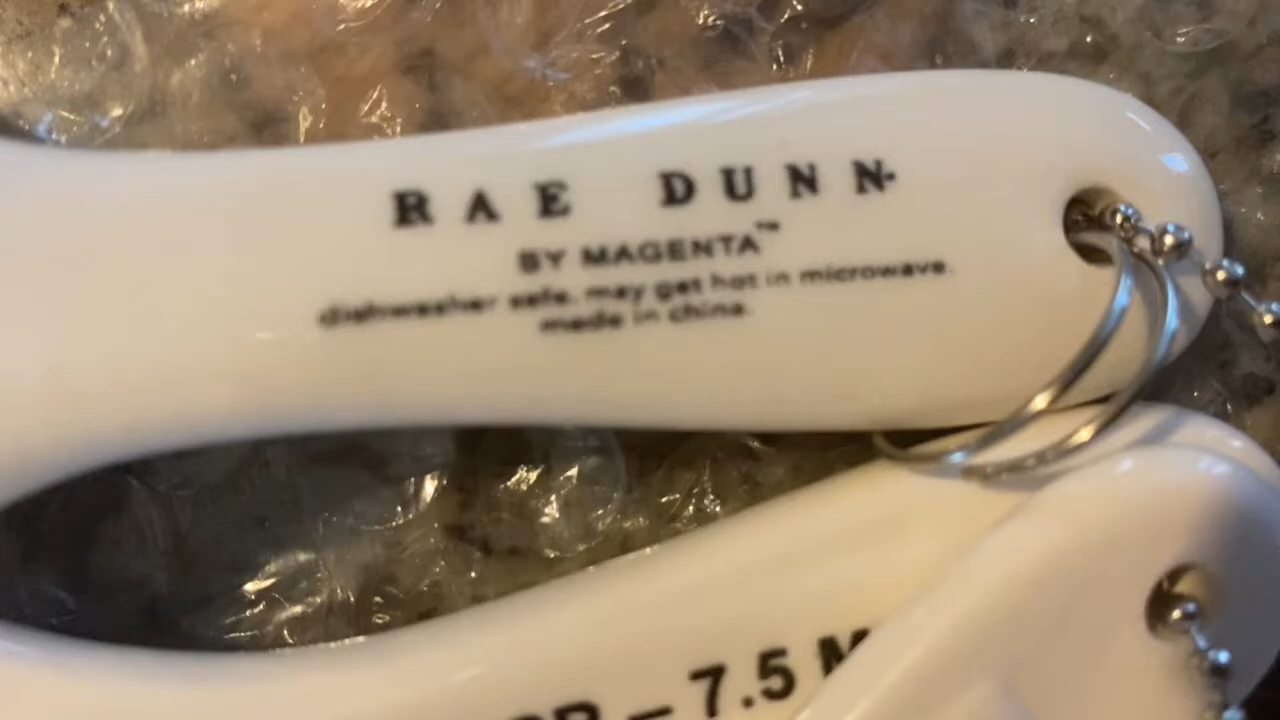 RAE DUNN
BY MAGENTA™
dishwasher safe. may get hot in microwave.
made in china.
– 7.5 M